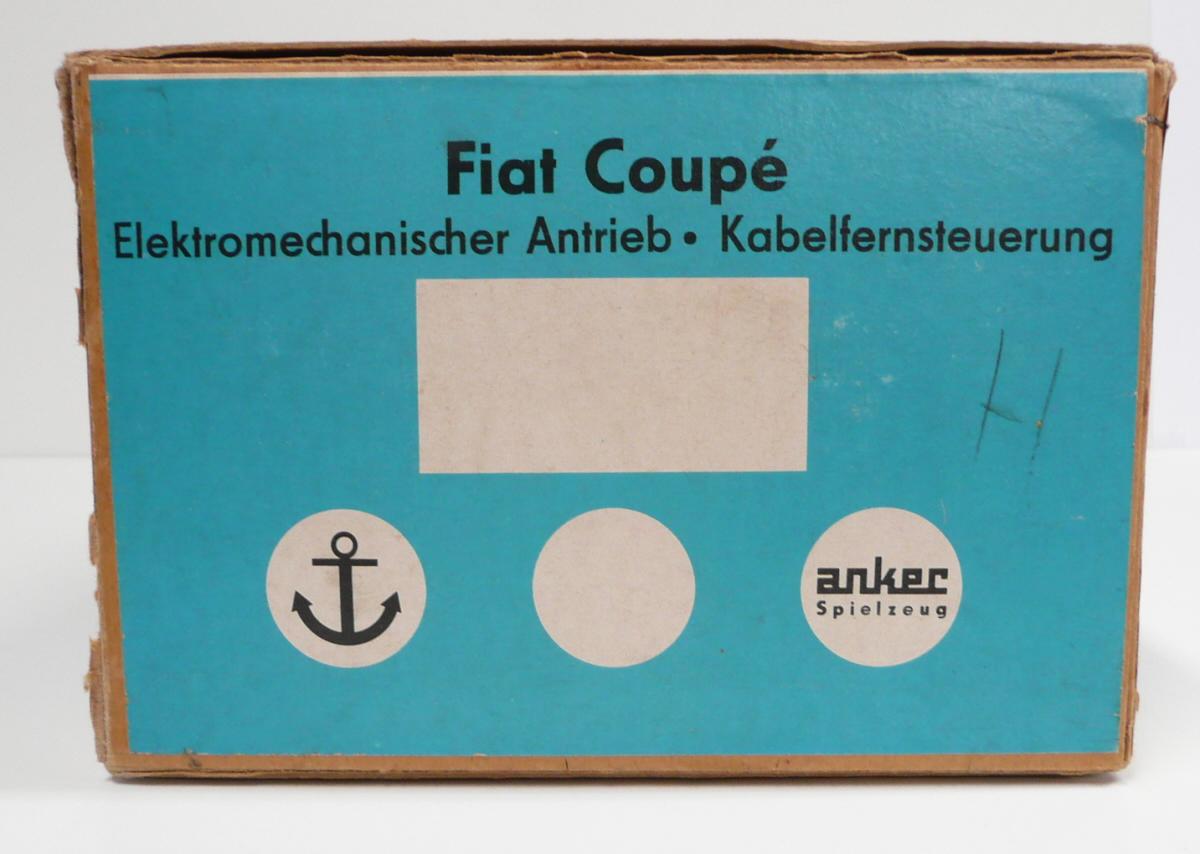 Fiat Coupé
Elektromechanischer Antrieb • Kabelfernsteuerung
H
anker
Spielzeug